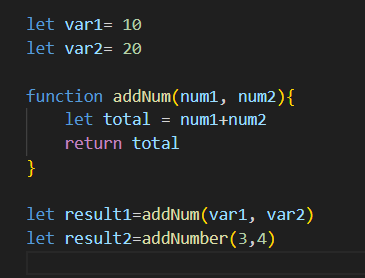 let var1= 10
let var2= 20
function addNum(num1, num2){
let total = num1+num2
return total
}
let result1=addNum(var1, var2)
let result2=addNumber(3,4)